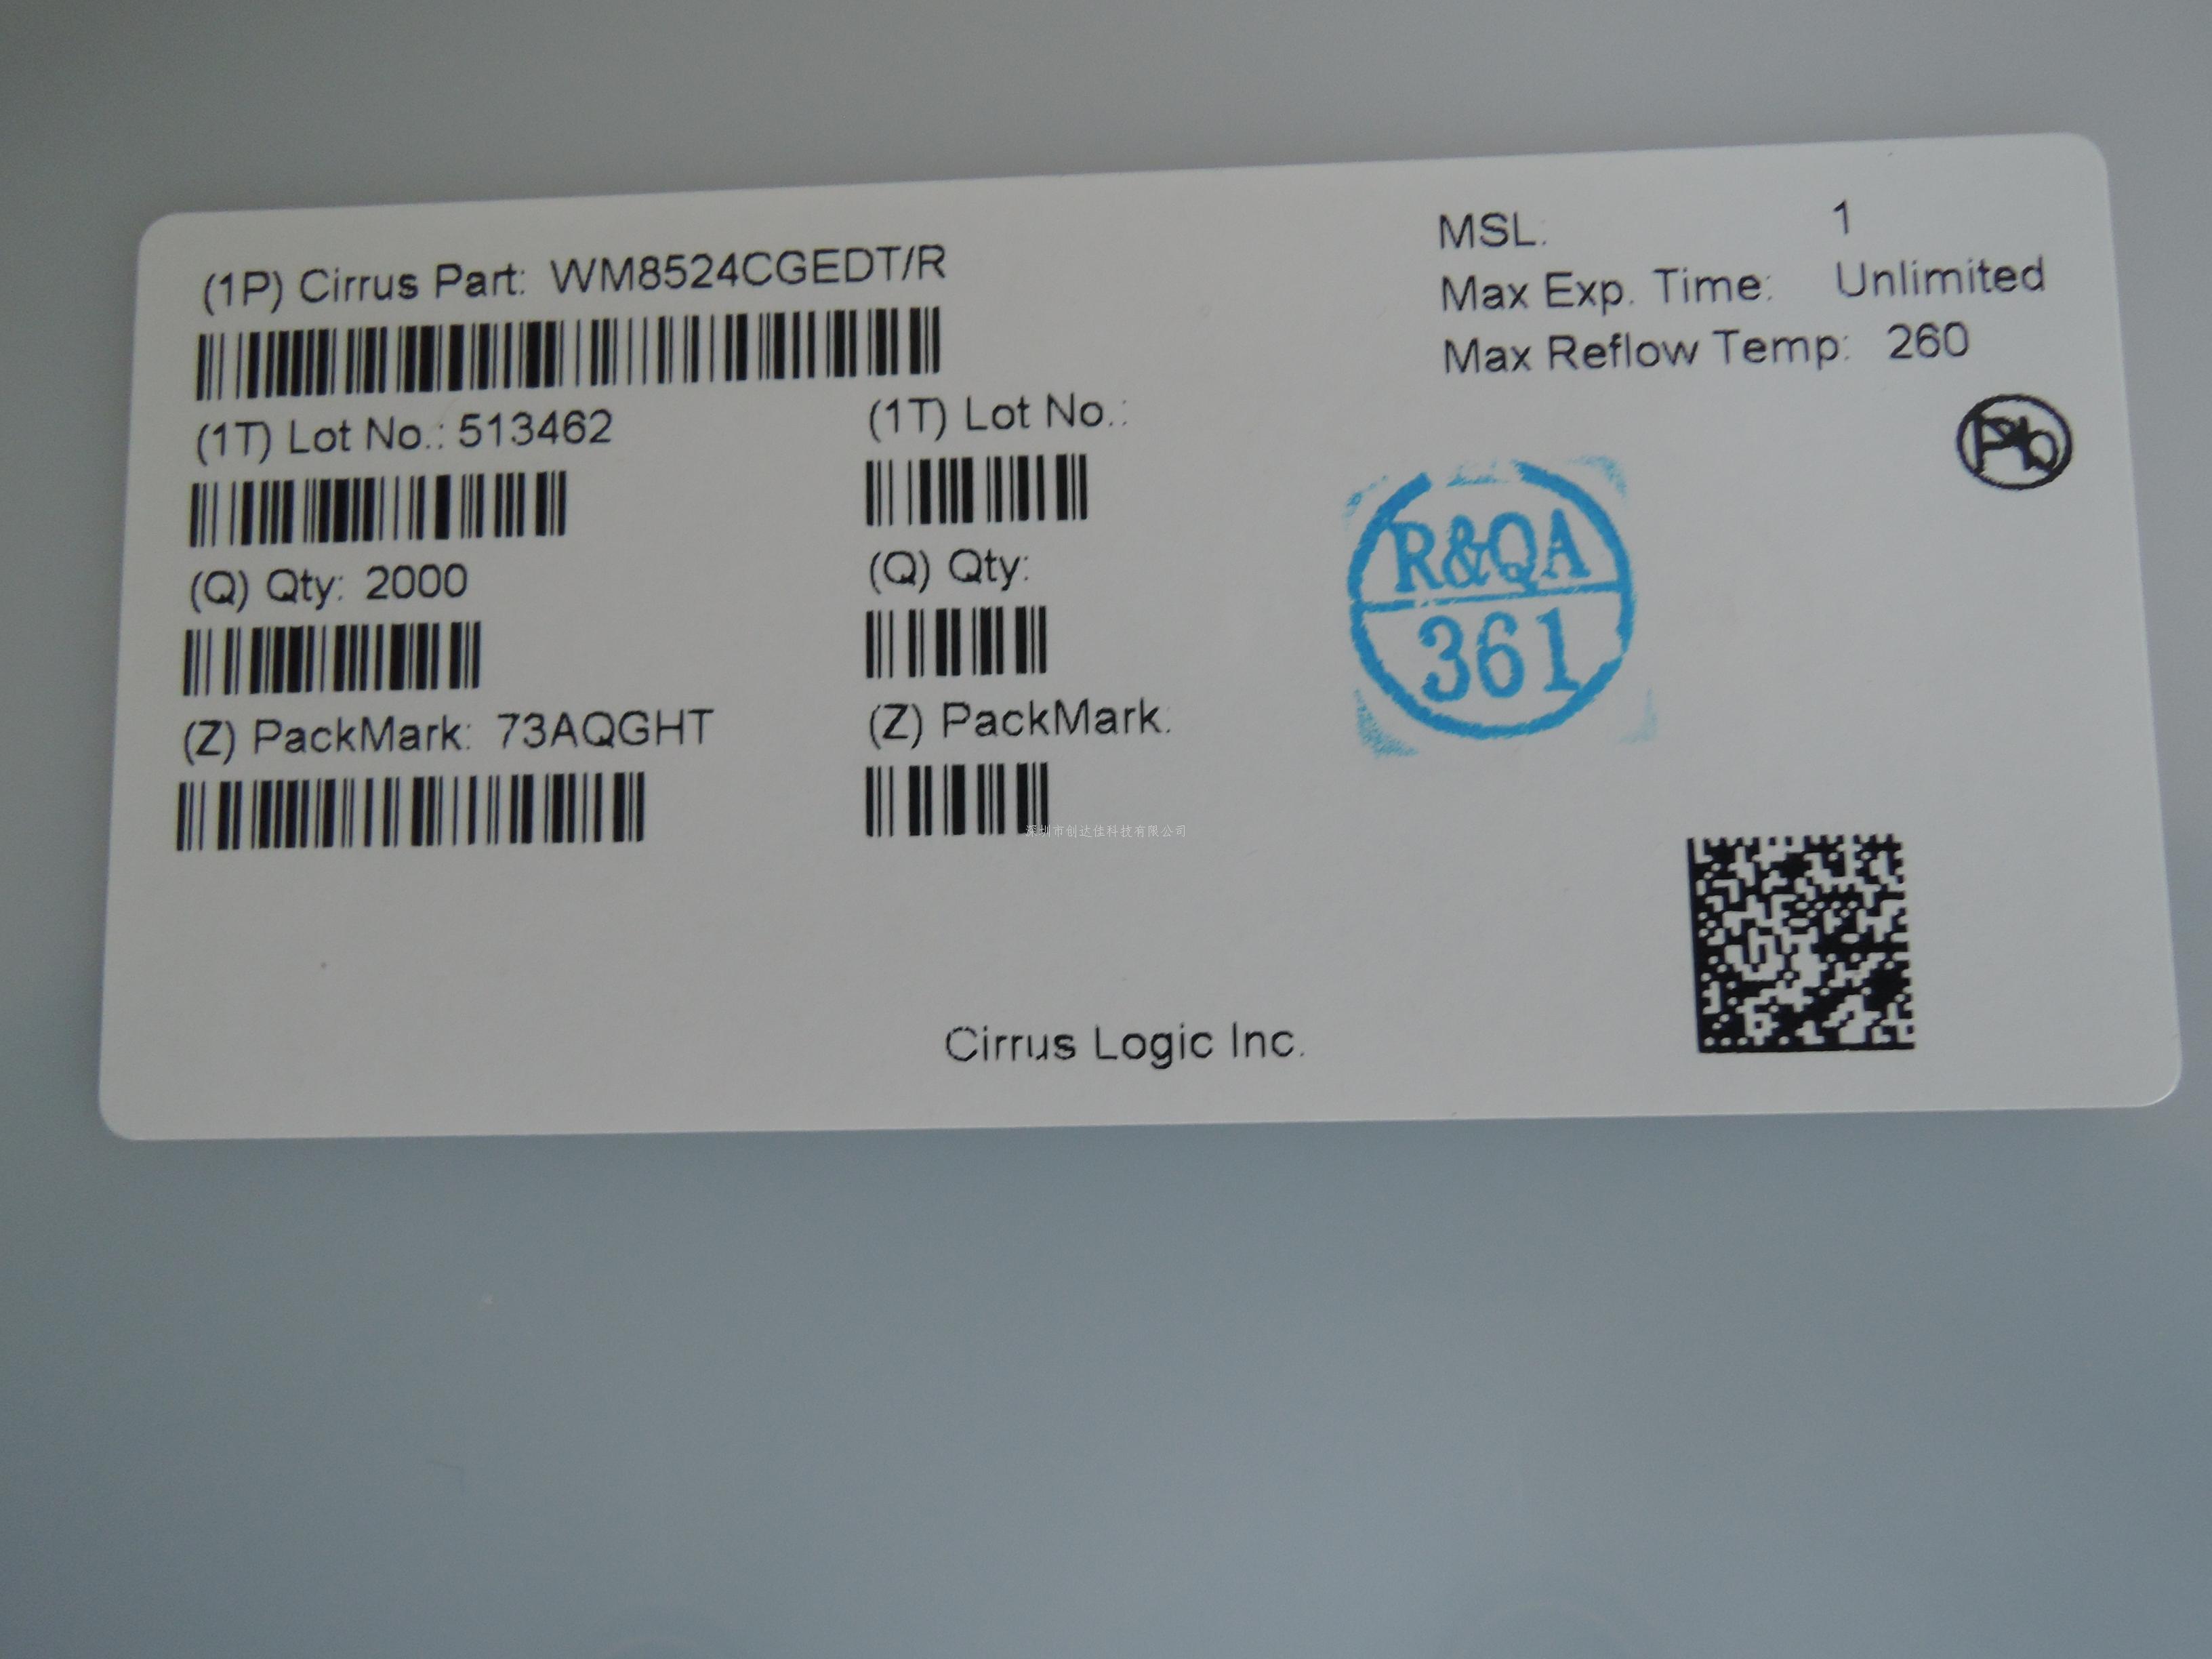 (1P) Cirrus Part: WM8524CGEDT/R
(1T) Lot No.: 513462
(Q) Qty: 2000
(Z) PackMark: 73AQGHT
(1T) Lot No.:
(Q) Qty:
(Z) PackMark:
MSL: 1
Max Exp. Time: Unlimited
Max Reflow Temp: 260
Pb
R&QA
361
深圳市创达佳科技有限公司
Cirrus Logic Inc.